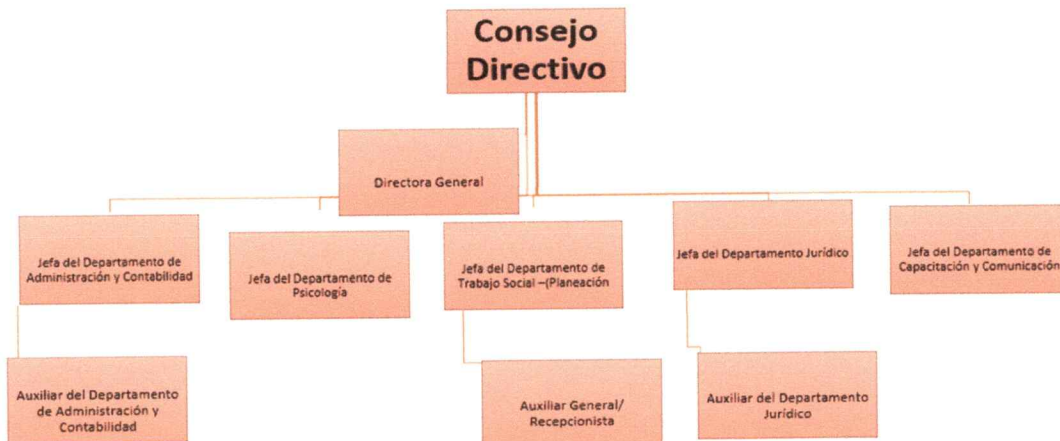 Consejo
Directivo
Directora General
Jefa del Departamento de
Administración y Contabilidad
Jefa del Departamento de
Psicología
Jefa del Departamento de
Trabajo Social –(Planeación
Jefa del Departamento Jurídico
Jefa del Departamento de
Capacitación y Comunicación
Auxiliar del Departamento
de Administración y
Contabilidad
Auxiliar General/
Recepcionista
Auxiliar del Departamento
Jurídico